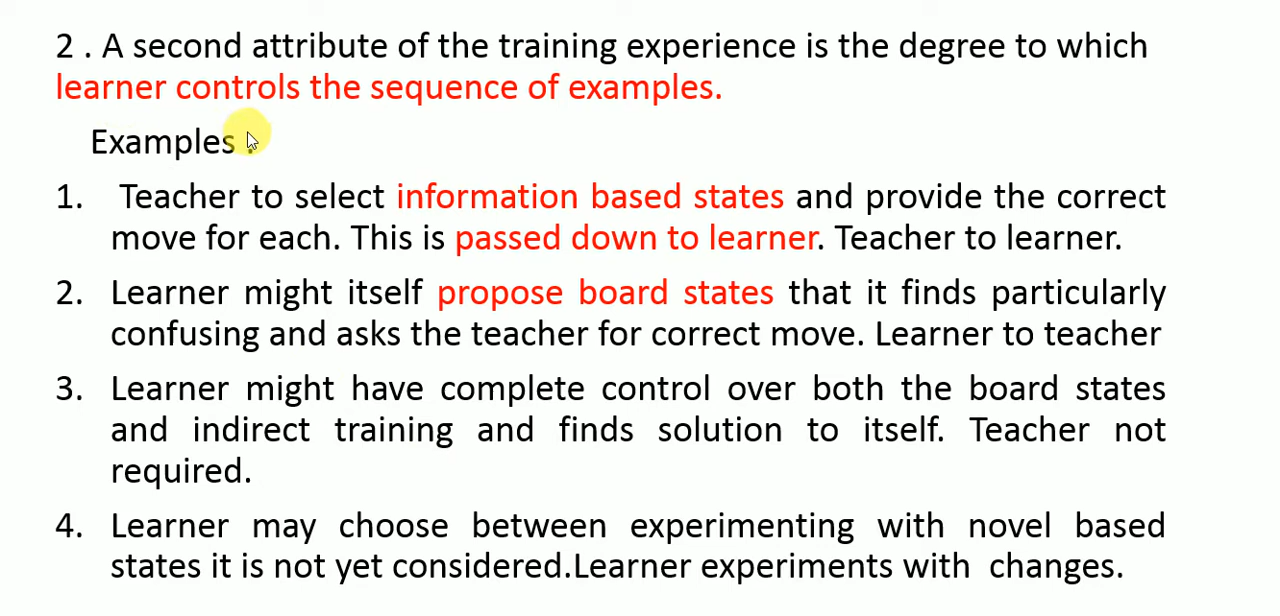 2 . A second attribute of the training experience is the degree to which
learner controls the sequence of examples.
Examples :
1. Teacher to select information based states and provide the correct
move for each. This is passed down to learner. Teacher to learner.
2. Learner might itself propose board states that it finds particularly
confusing and asks the teacher for correct move. Learner to teacher
3. Learner might have complete control over both the board states
and indirect training and finds solution to itself. Teacher not
required.
4. Learner may choose between experimenting with novel based
states it is not yet considered.Learner experiments with changes.